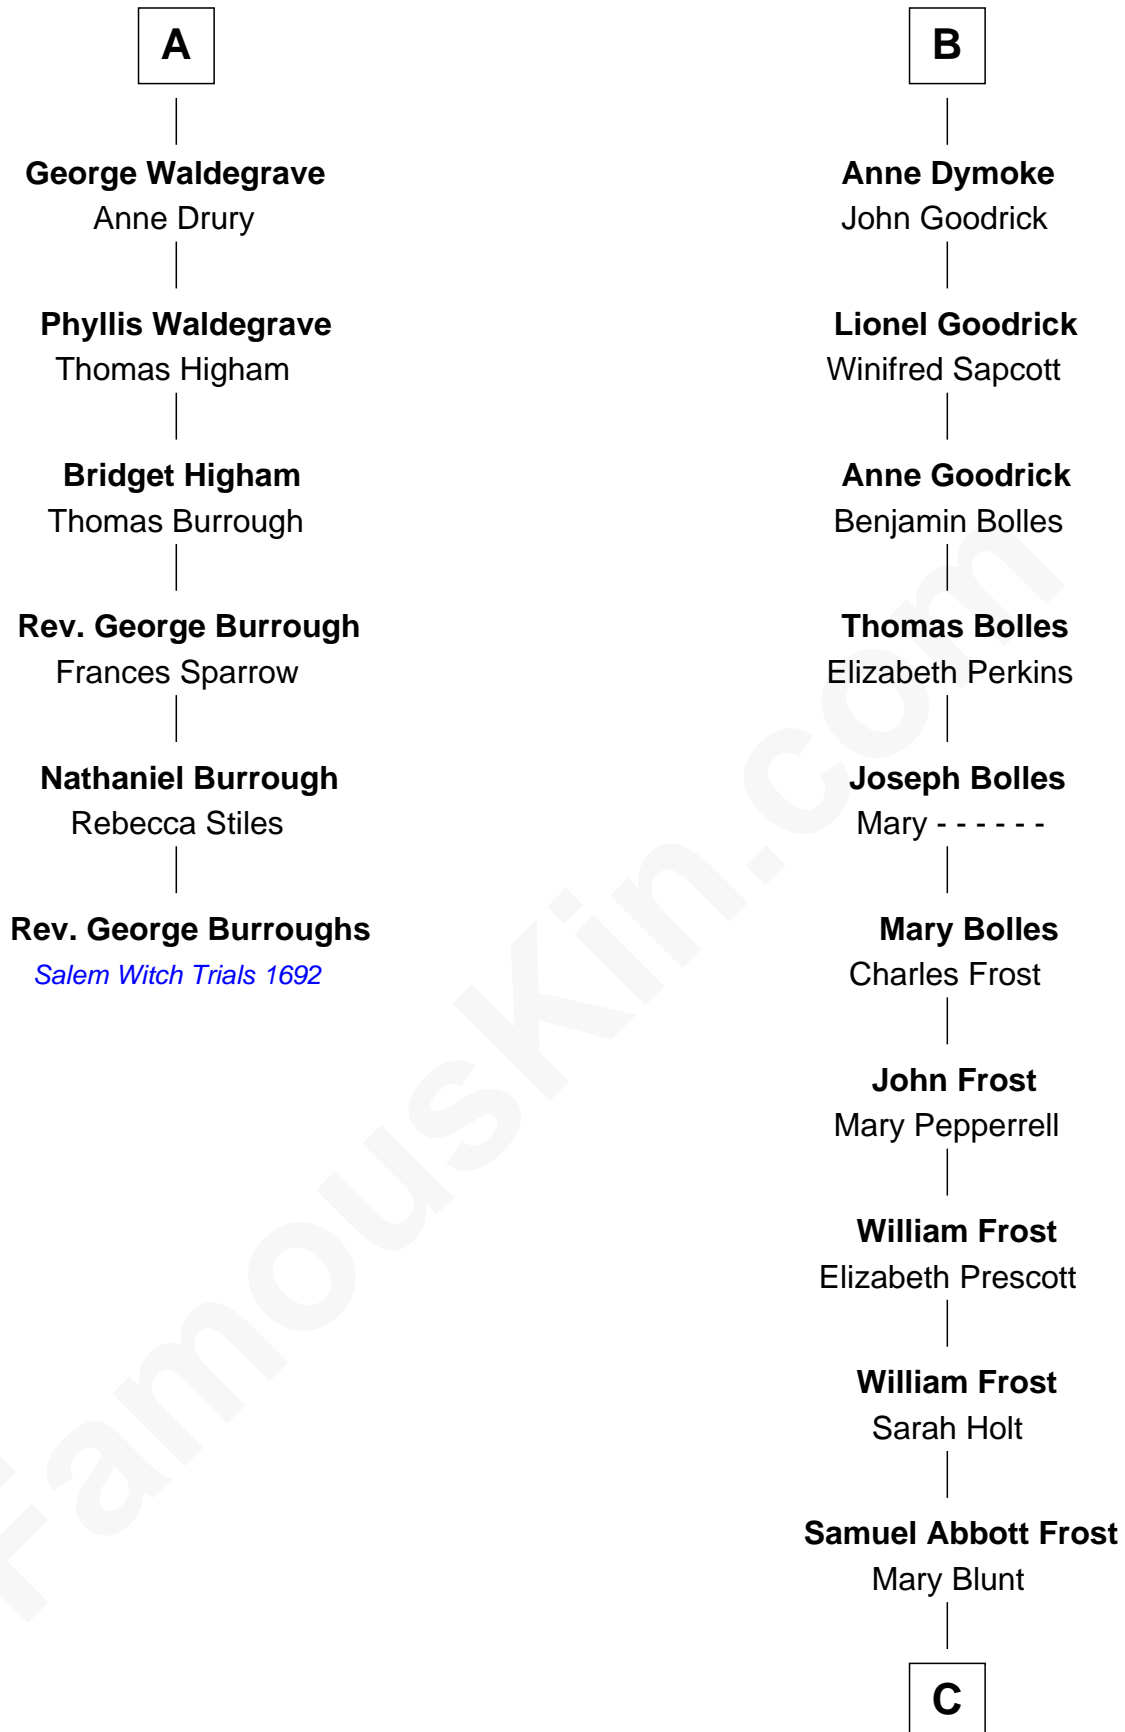 A
George Waldegrave
Anne Drury
Phyllis Waldegrave
Thomas Higham
Bridget Higham
Thomas Burrough
Rev. George Burrough
Frances Sparrow
Nathaniel Burrough
Rebecca Stiles
Rev. George Burroughs
Salem Witch Trials 1692
B
Anne Dymoke
John Goodrick
Lionel Goodrick
Winifred Sapcott
Anne Goodrick
Benjamin Bolles
Thomas Bolles
Elizabeth Perkins
Joseph Bolles
Mary - - - - - -
Mary Bolles
Charles Frost
John Frost
Mary Pepperrell
William Frost
Elizabeth Prescott
William Frost
Sarah Holt
Samuel Abbott Frost
Mary Blunt
C
FamousKin.com